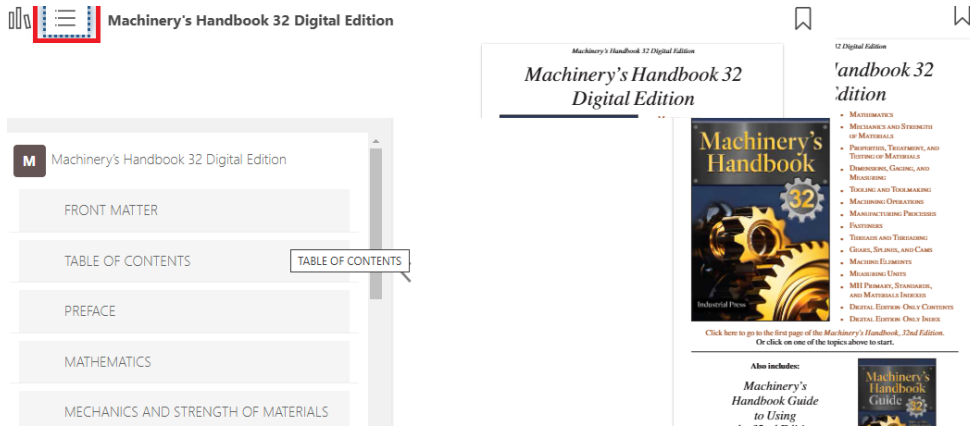 Machinery's Handbook 32 Digital Edition
Machinery's Handbook 32 Digital Edition
Machinery's Handbook 32
Digital Edition
M Machinery's Handbook 32 Digital Edition
FRONT MATTER
TABLE OF CONTENTS
TABLE OF CONTENTS
PREFACE
MATHEMATICS
MECHANICS AND STRENGTH OF MATERIALS
32 Digital Edition
andbook 32
dition
• MATHEMATICS
• MECHANICS AND STRENGTH
OF MATERIALS
• PROPERTIES, TREATMENT, AND
TESTING OF MATERIALS
• DIMENSIONS, GAGING, AND
MEASURING
• TOOLING AND TOOLMAKING
• MACHINING OPERATIONS
• MANUFACTURING PROCESSES
• FASTENERS
• THREADS AND THREADING
• GEARS, SPLINES, AND CAMS
• MACHINE ELEMENTS
• MEASURING UNITS
• MH PRIMARY, STANDARDS,
AND MATERIALS INDEXES
• DIGITAL EDITION ONLY CONTENTS
• DIGITAL EDITION ONLY INDEX
Machinery's
Handbook
32
Industrial Press
Click here to go to the first page of the Machinery's Handbook, 32nd Edition.
Or click on one of the topics above to start.
Also includes:
Machinery's
Handbook Guide
to Using
Machinery's
Handbook
Guide 32